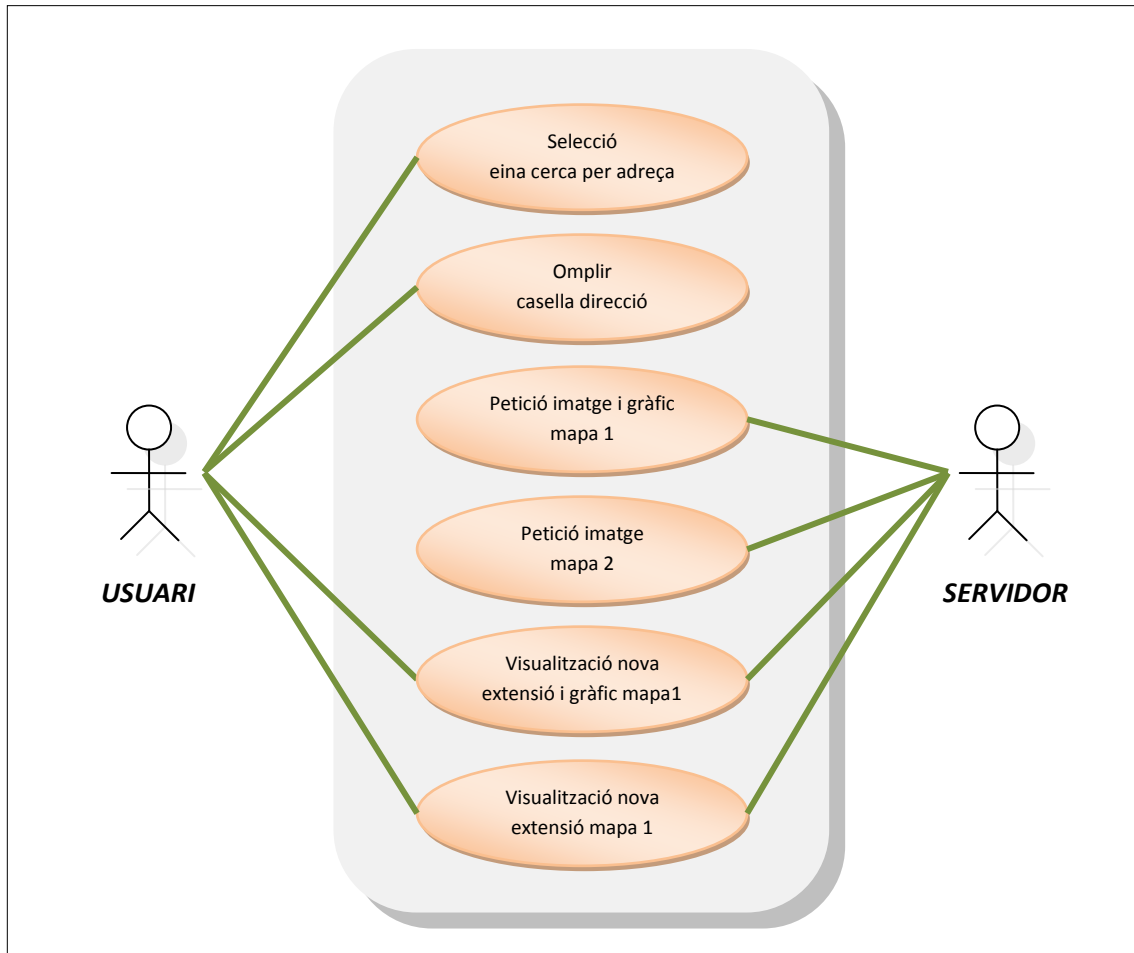 Selecció
eina cerca per adreça
Omplir
casella direcció
Petició imatge i gràfic
mapa 1
Petició imatge
mapa 2
USUARI
SERVIDOR
Visualització nova
extensió i gràfic mapa1
Visualització nova
extensió mapa 1